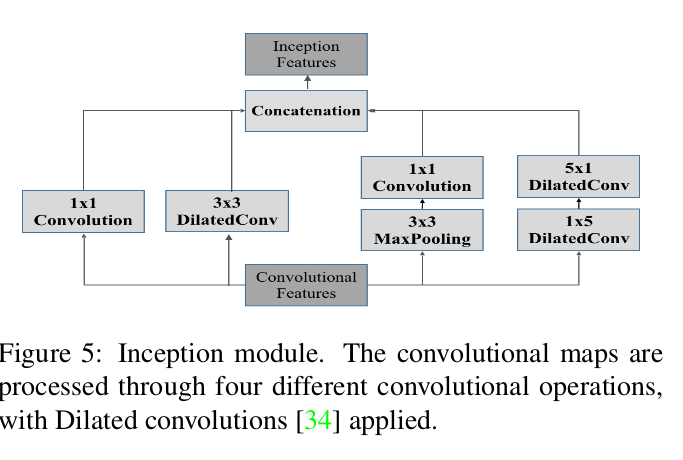 Inception
Features
Concatenation
1x1
Convolution
3x3
DilatedConv
1x1
Convolution
3x3
MaxPooling
5x1
DilatedConv
1x5
DilatedConv
Convolutional
Features
Figure 5: Inception module. The convolutional maps are
processed through four different convolutional operations,
with Dilated convolutions [34] applied.